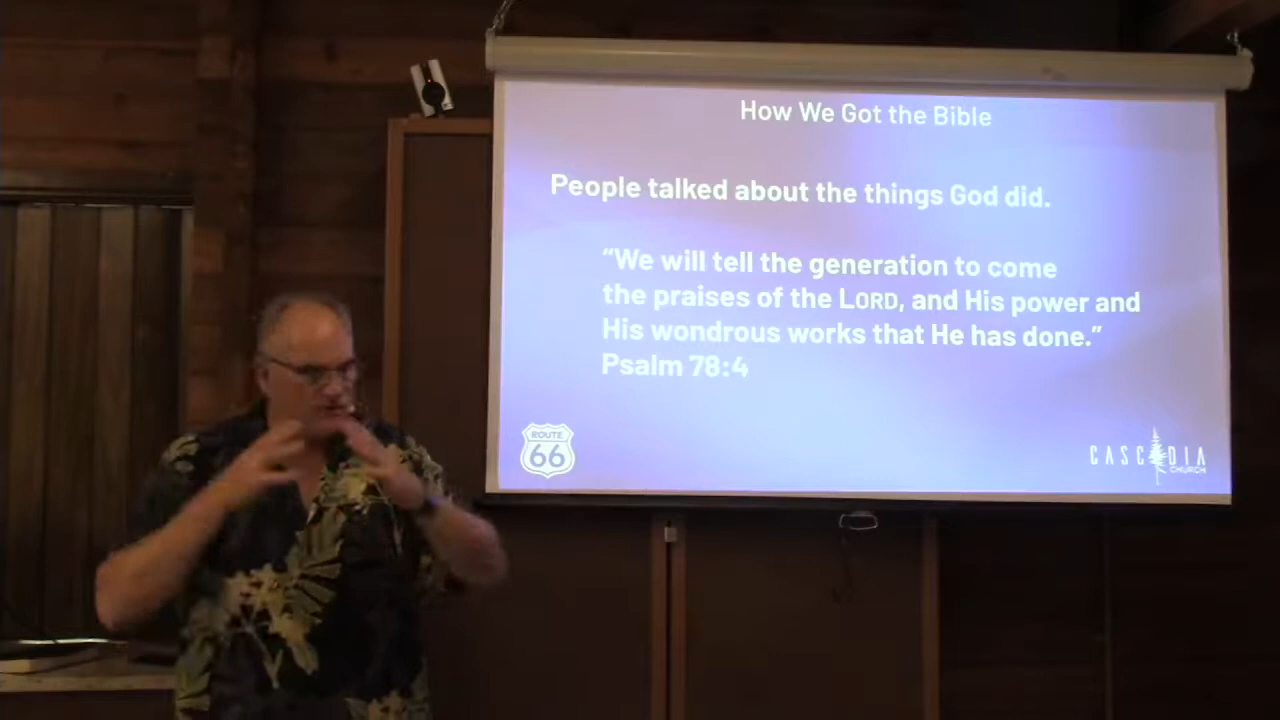 How We Got the Bible
People talked about the things God did.
“We will tell the generation to come
the praises of the LORD, and His power and
His wondrous works that He has done.”
Psalm 78:4
ROUTE
66
CASCADIA
CHURCH